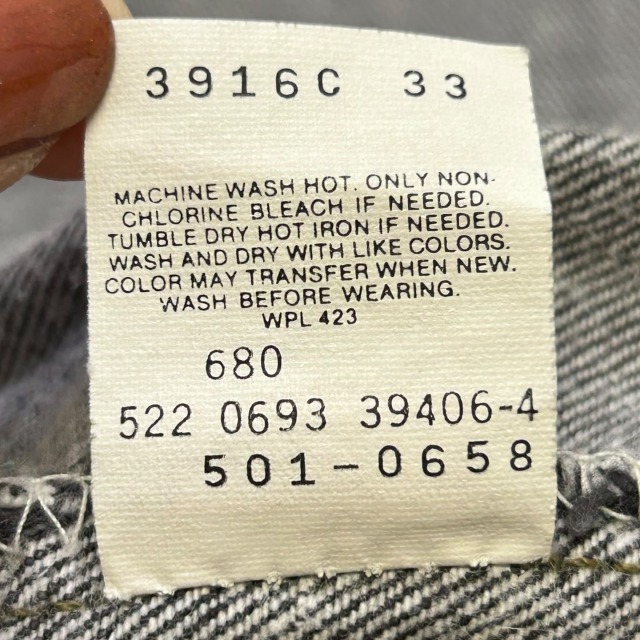 3916C 33
MACHINE WASH HOT. ONLY NON-
CHLORINE BLEACH IF NEEDED.
TUMBLE DRY HOT IRON IF NEEDED.
WASH AND DRY WITH LIKE COLORS.
COLOR MAY TRANSFER WHEN NEW.
WASH BEFORE WEARING.
WPL 423
680
522 0693 39406-4
501-0658